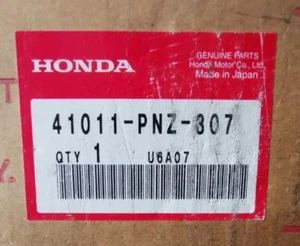 HONDA
GENUINE PARTS
Honda Motor Co., Ltd.
Made in Japan
41011-PNZ-307
QTY 1 U6A07